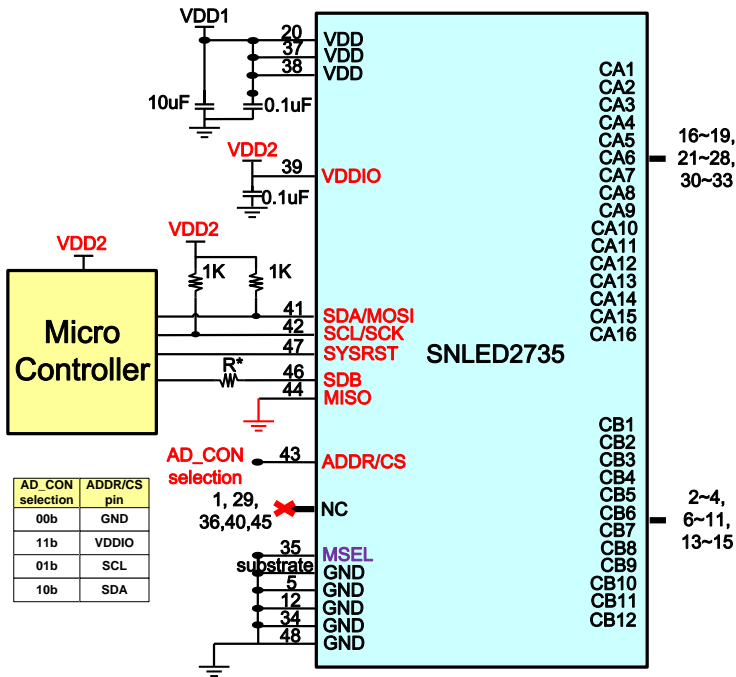 VDD1
20 VDD
37 VDD
38 VDD
10uF
0.1uF
VDD2
39 VDDIO
0.1uF
VDD2
VDD2
1K
1K
Micro
Controller
41 SDA/MOSI
42 SCL/SCK
47 SYSRST
R*
46 SDB
44 MISO
AD_CON
selection
43 ADDR/CS
1, 29,
36,40,45
NC
35 MSEL
substrate GND
5 GND
12 GND
34 GND
48 GND
SNLED2735
CA1
CA2
CA3
CA4
CA5
CA6
CA7
CA8
CA9
CA10
CA11
CA12
CA13
CA14
CA15
CA16
16~19,
21~28,
30~33
CB1
CB2
CB3
CB4
CB5
CB6
CB7
CB8
CB9
CB10
CB11
CB12
2~4,
6~11,
13~15
AD_CON selection ADDR/CS pin
00b GND
11b VDDIO
01b SCL
10b SDA